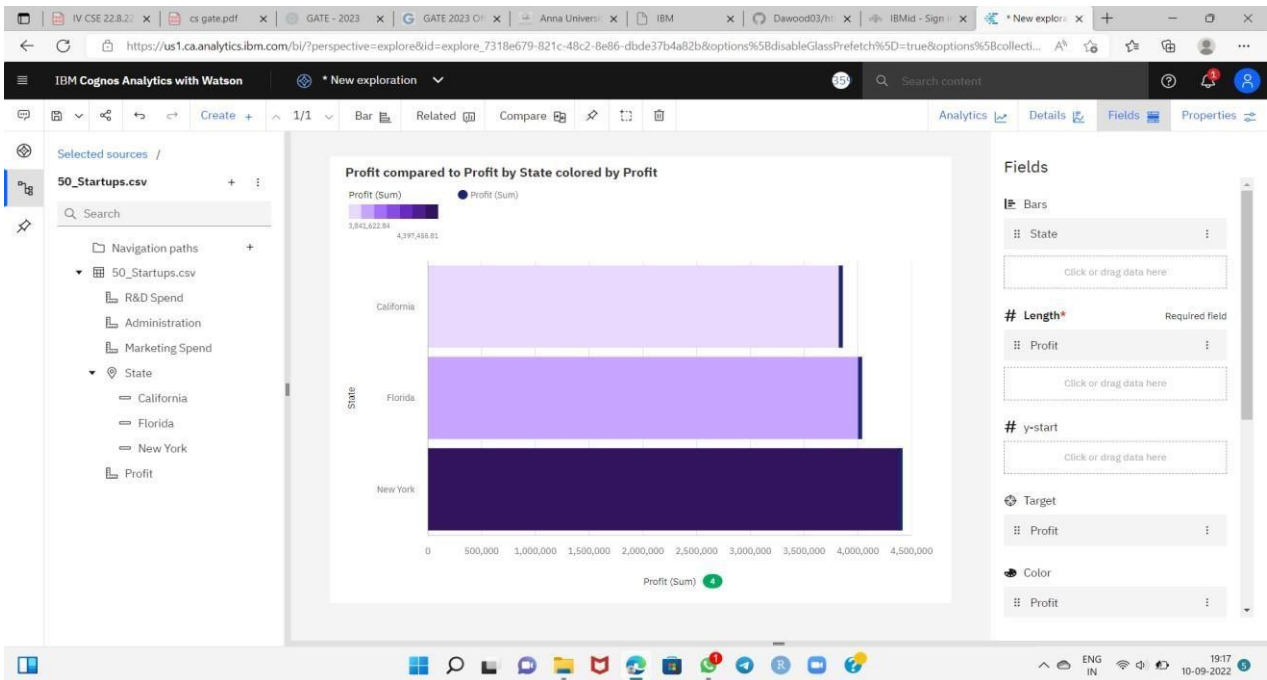 IV CSE 22.8.22
cs gate.pdf
GATE - 2023
GATE 2023 Of
Anna Univers
IBM
Dawood03/ht
IBMid - Sign i
* New explora
https://us1.ca.analytics.ibm.com/bi/?perspective=explore&id=explore_7318e679-821c-48c2-8e86-dbde37b4a82b&options%5BdisableGlassPrefetch%5D=true&options%5Bcollecti...
IBM Cognos Analytics with Watson
* New exploration
Search content
Create +
1/1
Bar
Related
Compare
Analytics
Details
Fields
Properties
Selected sources /
50_Startups.csv
Search
Navigation paths
50_Startups.csv
R&D Spend
Administration
Marketing Spend
State
California
Florida
New York
Profit
Profit compared to Profit by State colored by Profit
Profit (Sum)
Profit (Sum)
3,841,622.84
4,397,456.81
State
California
Florida
New York
0 500,000 1,000,000 1,500,000 2,000,000 2,500,000 3,000,000 3,500,000 4,000,000 4,500,000
Profit (Sum) 4
Fields
Bars
State
Click or drag data here
# Length* Required field
Profit
Click or drag data here
# y-start
Click or drag data here
Target
Profit
Color
Profit
ENG
IN
19:17
10-09-2022
5